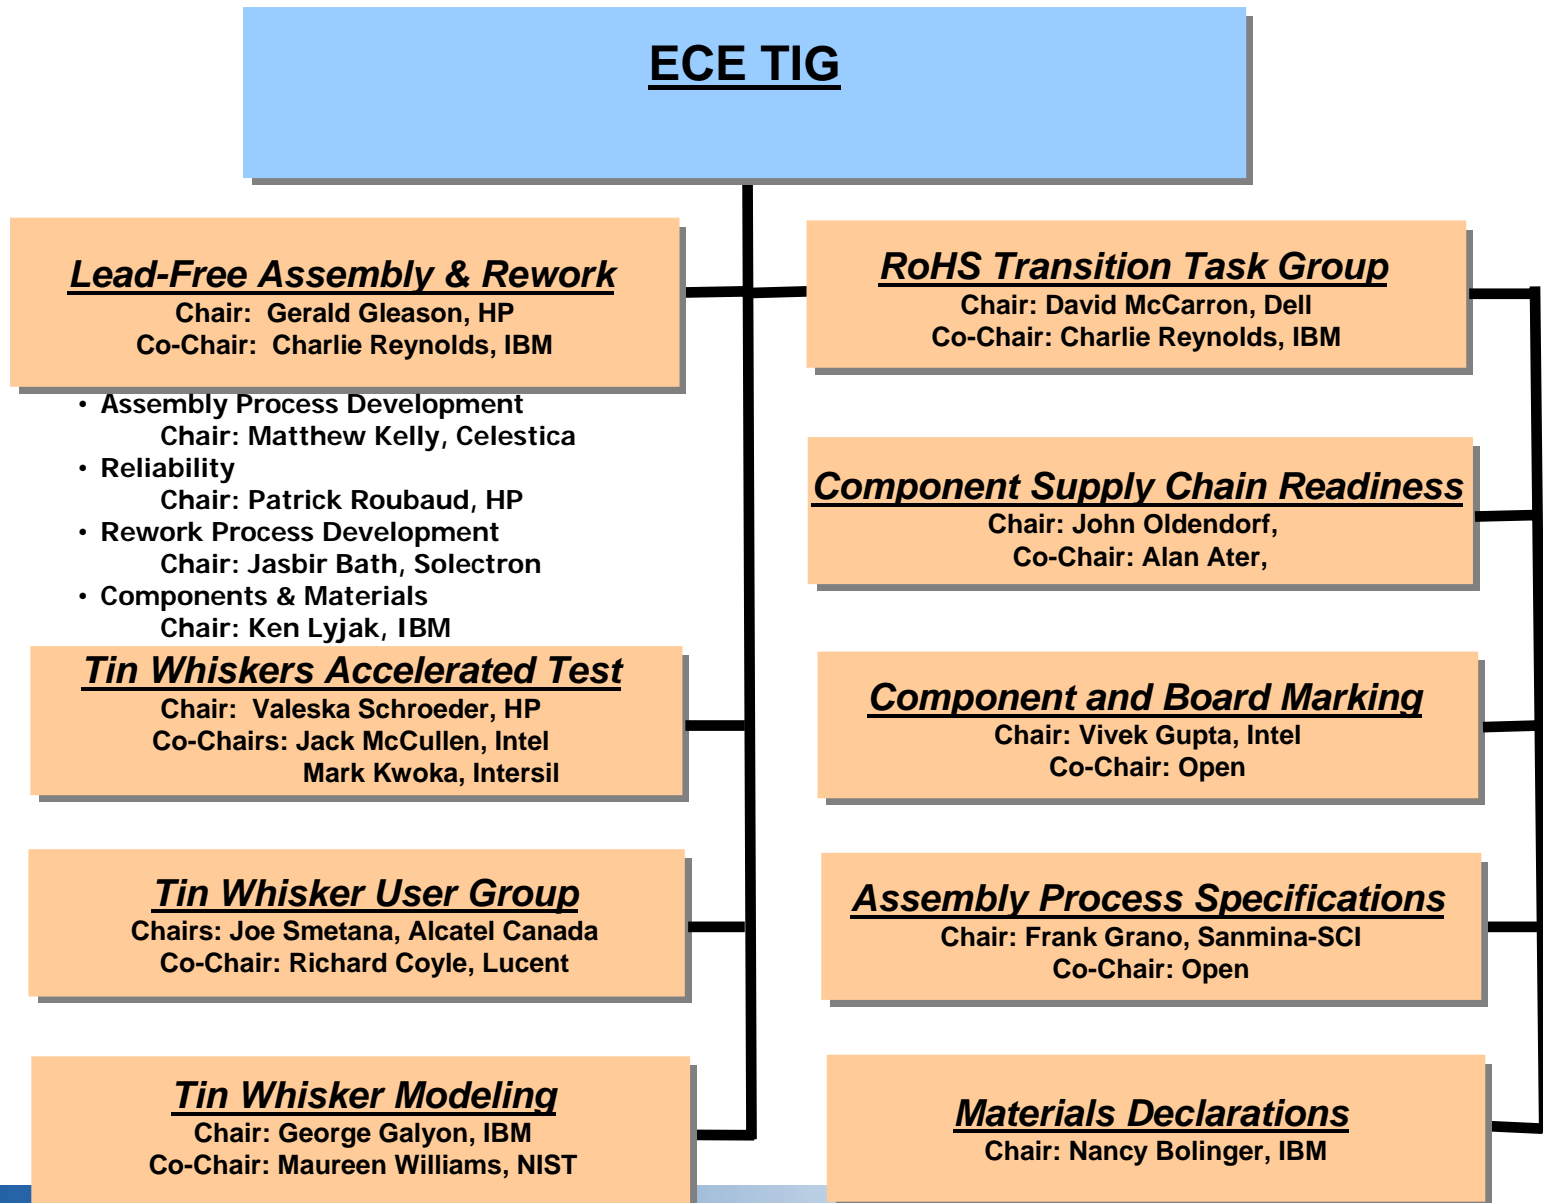 ECE TIG
Lead-Free Assembly & Rework
Chair: Gerald Gleason, HP
Co-Chair: Charlie Reynolds, IBM
• Assembly Process Development
Chair: Matthew Kelly, Celestica
• Reliability
Chair: Patrick Roubaud, HP
• Rework Process Development
Chair: Jasbir Bath, Solectron
• Components & Materials
Chair: Ken Lyjak, IBM
Tin Whiskers Accelerated Test
Chair: Valeska Schroeder, HP
Co-Chairs: Jack McCullen, Intel
Mark Kwoka, Intersil
Tin Whisker User Group
Chairs: Joe Smetana, Alcatel Canada
Co-Chair: Richard Coyle, Lucent
Tin Whisker Modeling
Chair: George Galyon, IBM
Co-Chair: Maureen Williams, NIST
RoHS Transition Task Group
Chair: David McCarron, Dell
Co-Chair: Charlie Reynolds, IBM
Component Supply Chain Readiness
Chair: John Oldendorf,
Co-Chair: Alan Ater,
Component and Board Marking
Chair: Vivek Gupta, Intel
Co-Chair: Open
Assembly Process Specifications
Chair: Frank Grano, Sanmina-SCI
Co-Chair: Open
Materials Declarations
Chair: Nancy Bolinger, IBM